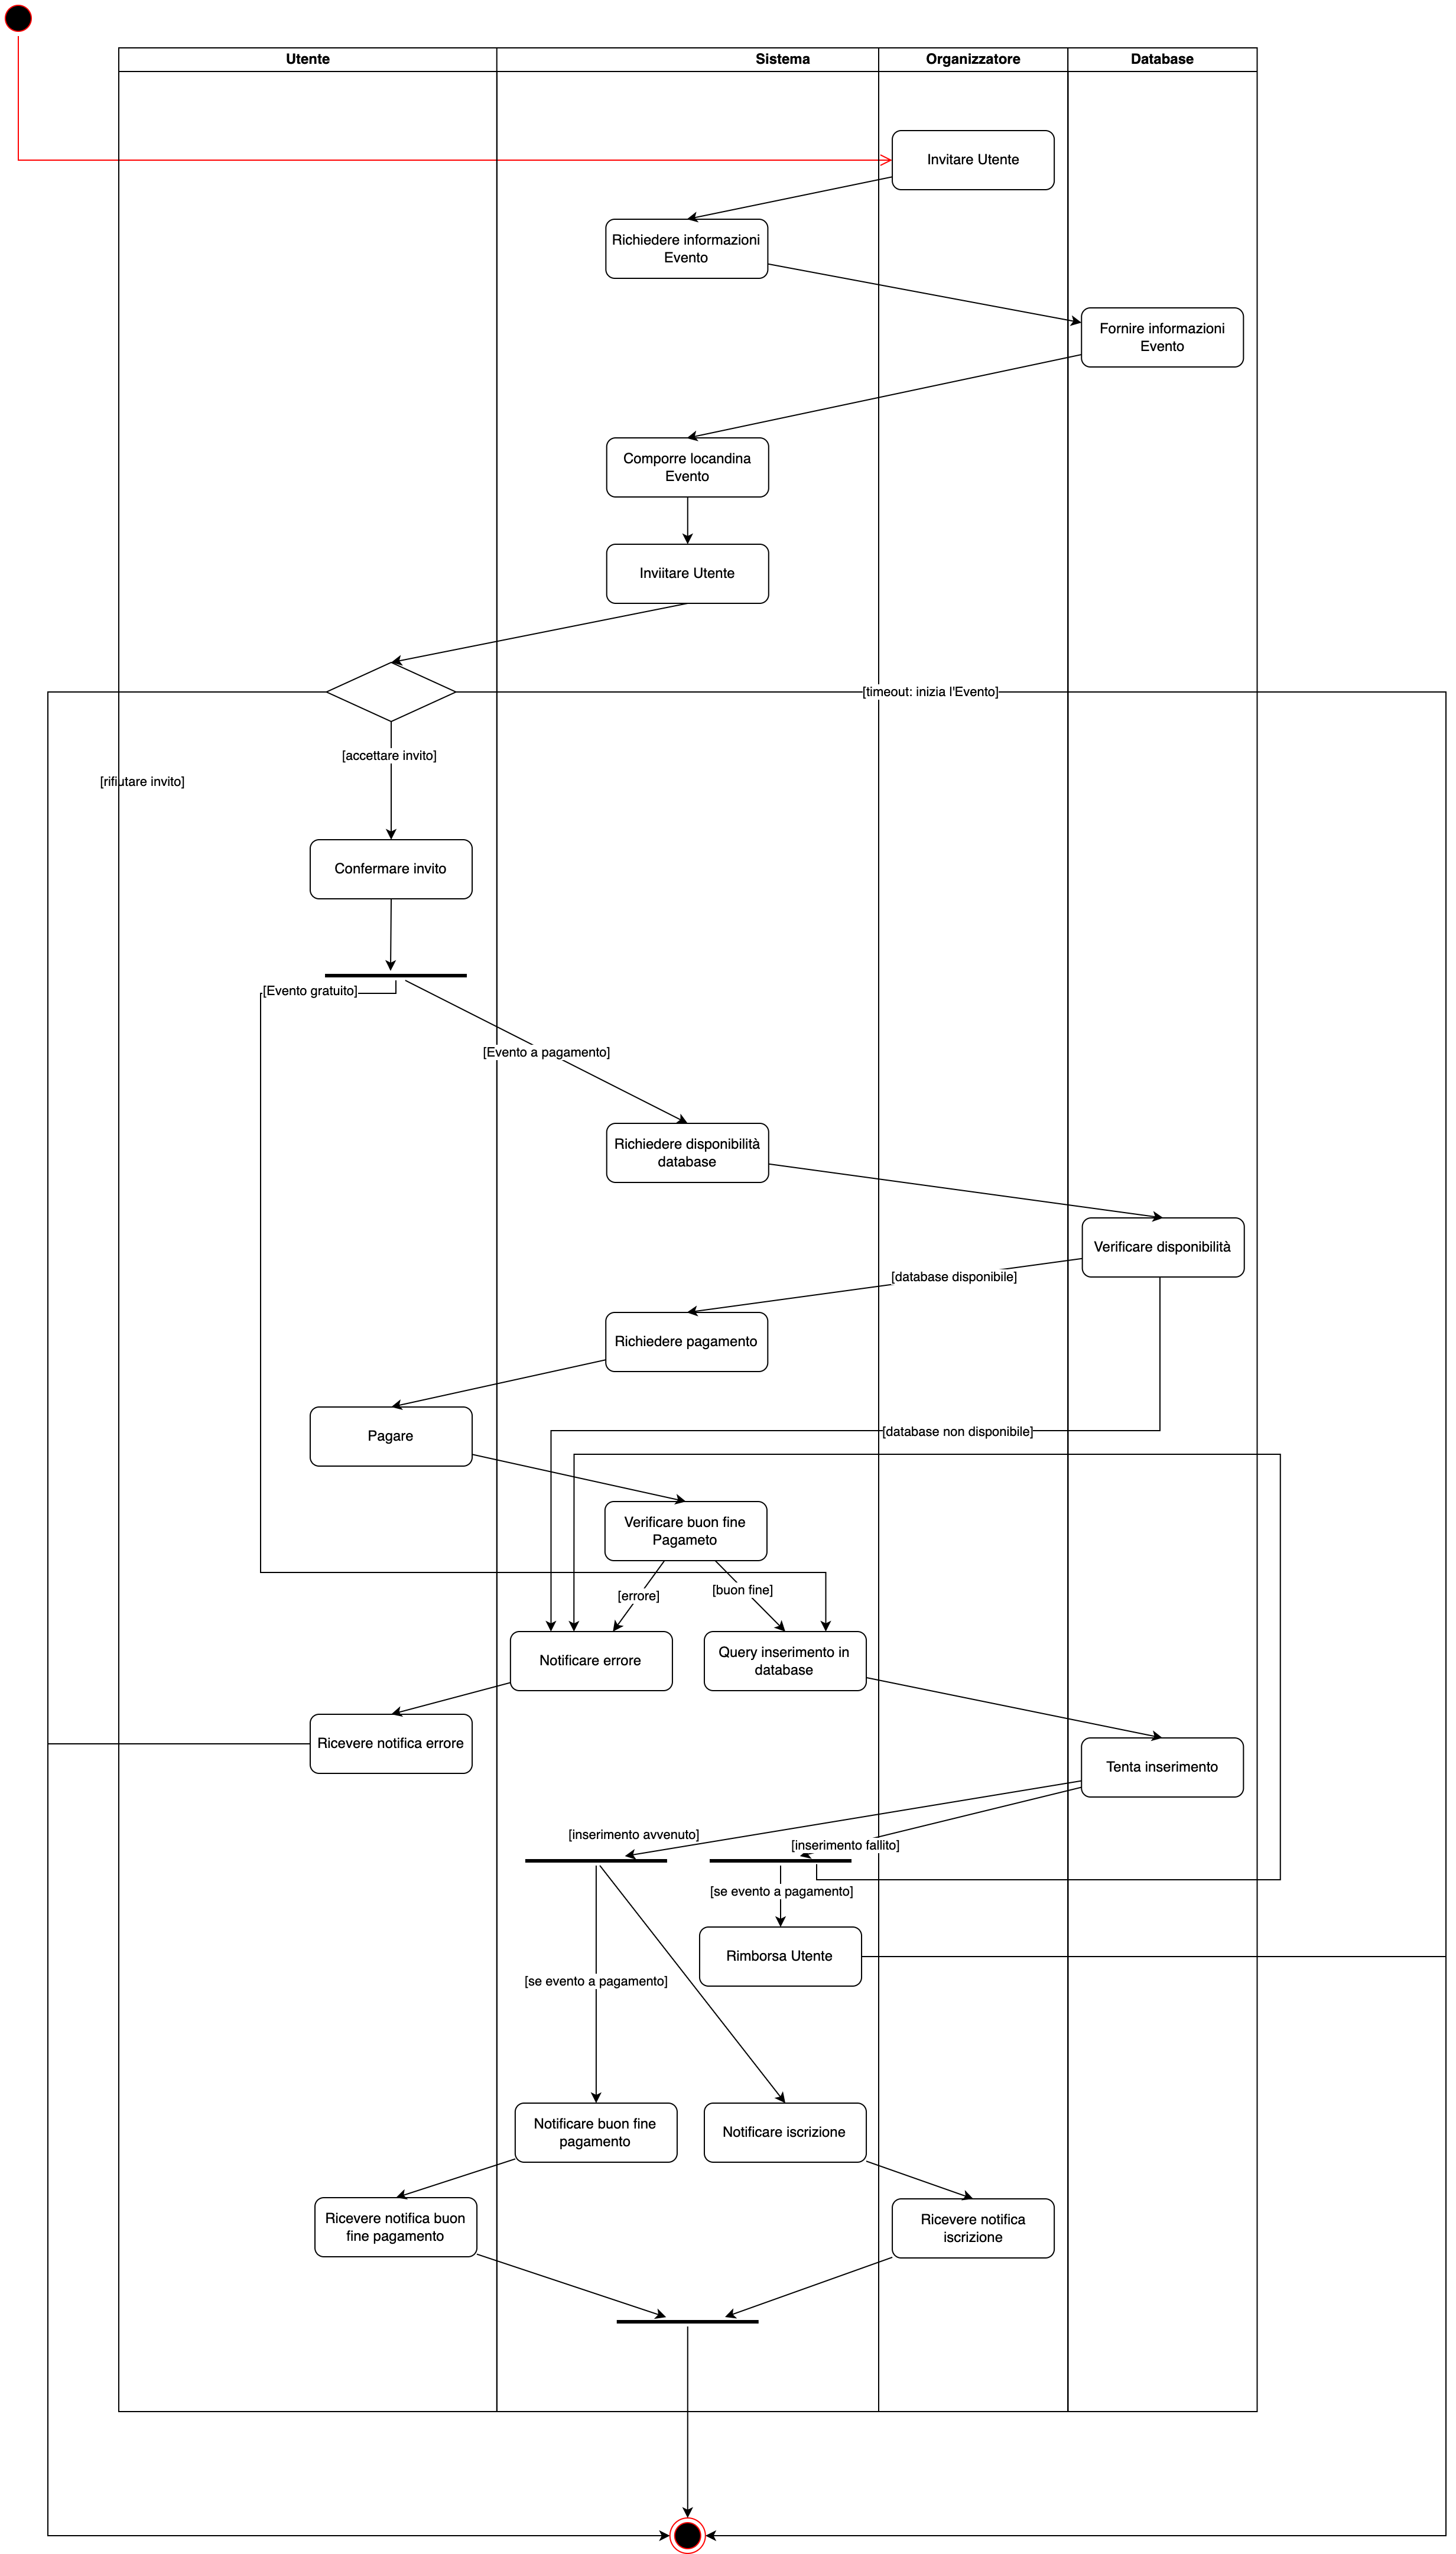 Utente
Sistema
Organizzatore
Database
Invitare Utente
Richiedere informazioni
Evento
Fornire informazioni
Evento
Comporre locandina
Evento
Inviitare Utente
[timeout: inizia l'Evento]
[accettare invito]
[rifiutare invito]
Confermare invito
[Evento gratuito]
[Evento a pagamento]
Richiedere disponibilità
database
Verificare disponibilità
[database disponibile]
Richiedere pagamento
Pagare
[database non disponibile]
Verificare buon fine
Pagameto
[errore]
[buon fine]
Notificare errore
Query inserimento in
database
Ricevere notifica errore
Tenta inserimento
[inserimento avvenuto]
[inserimento fallito]
[se evento a pagamento]
Rimborsa Utente
[se evento a pagamento]
Notificare buon fine
pagamento
Notificare iscrizione
Ricevere notifica buon
fine pagamento
Ricevere notifica
iscrizione